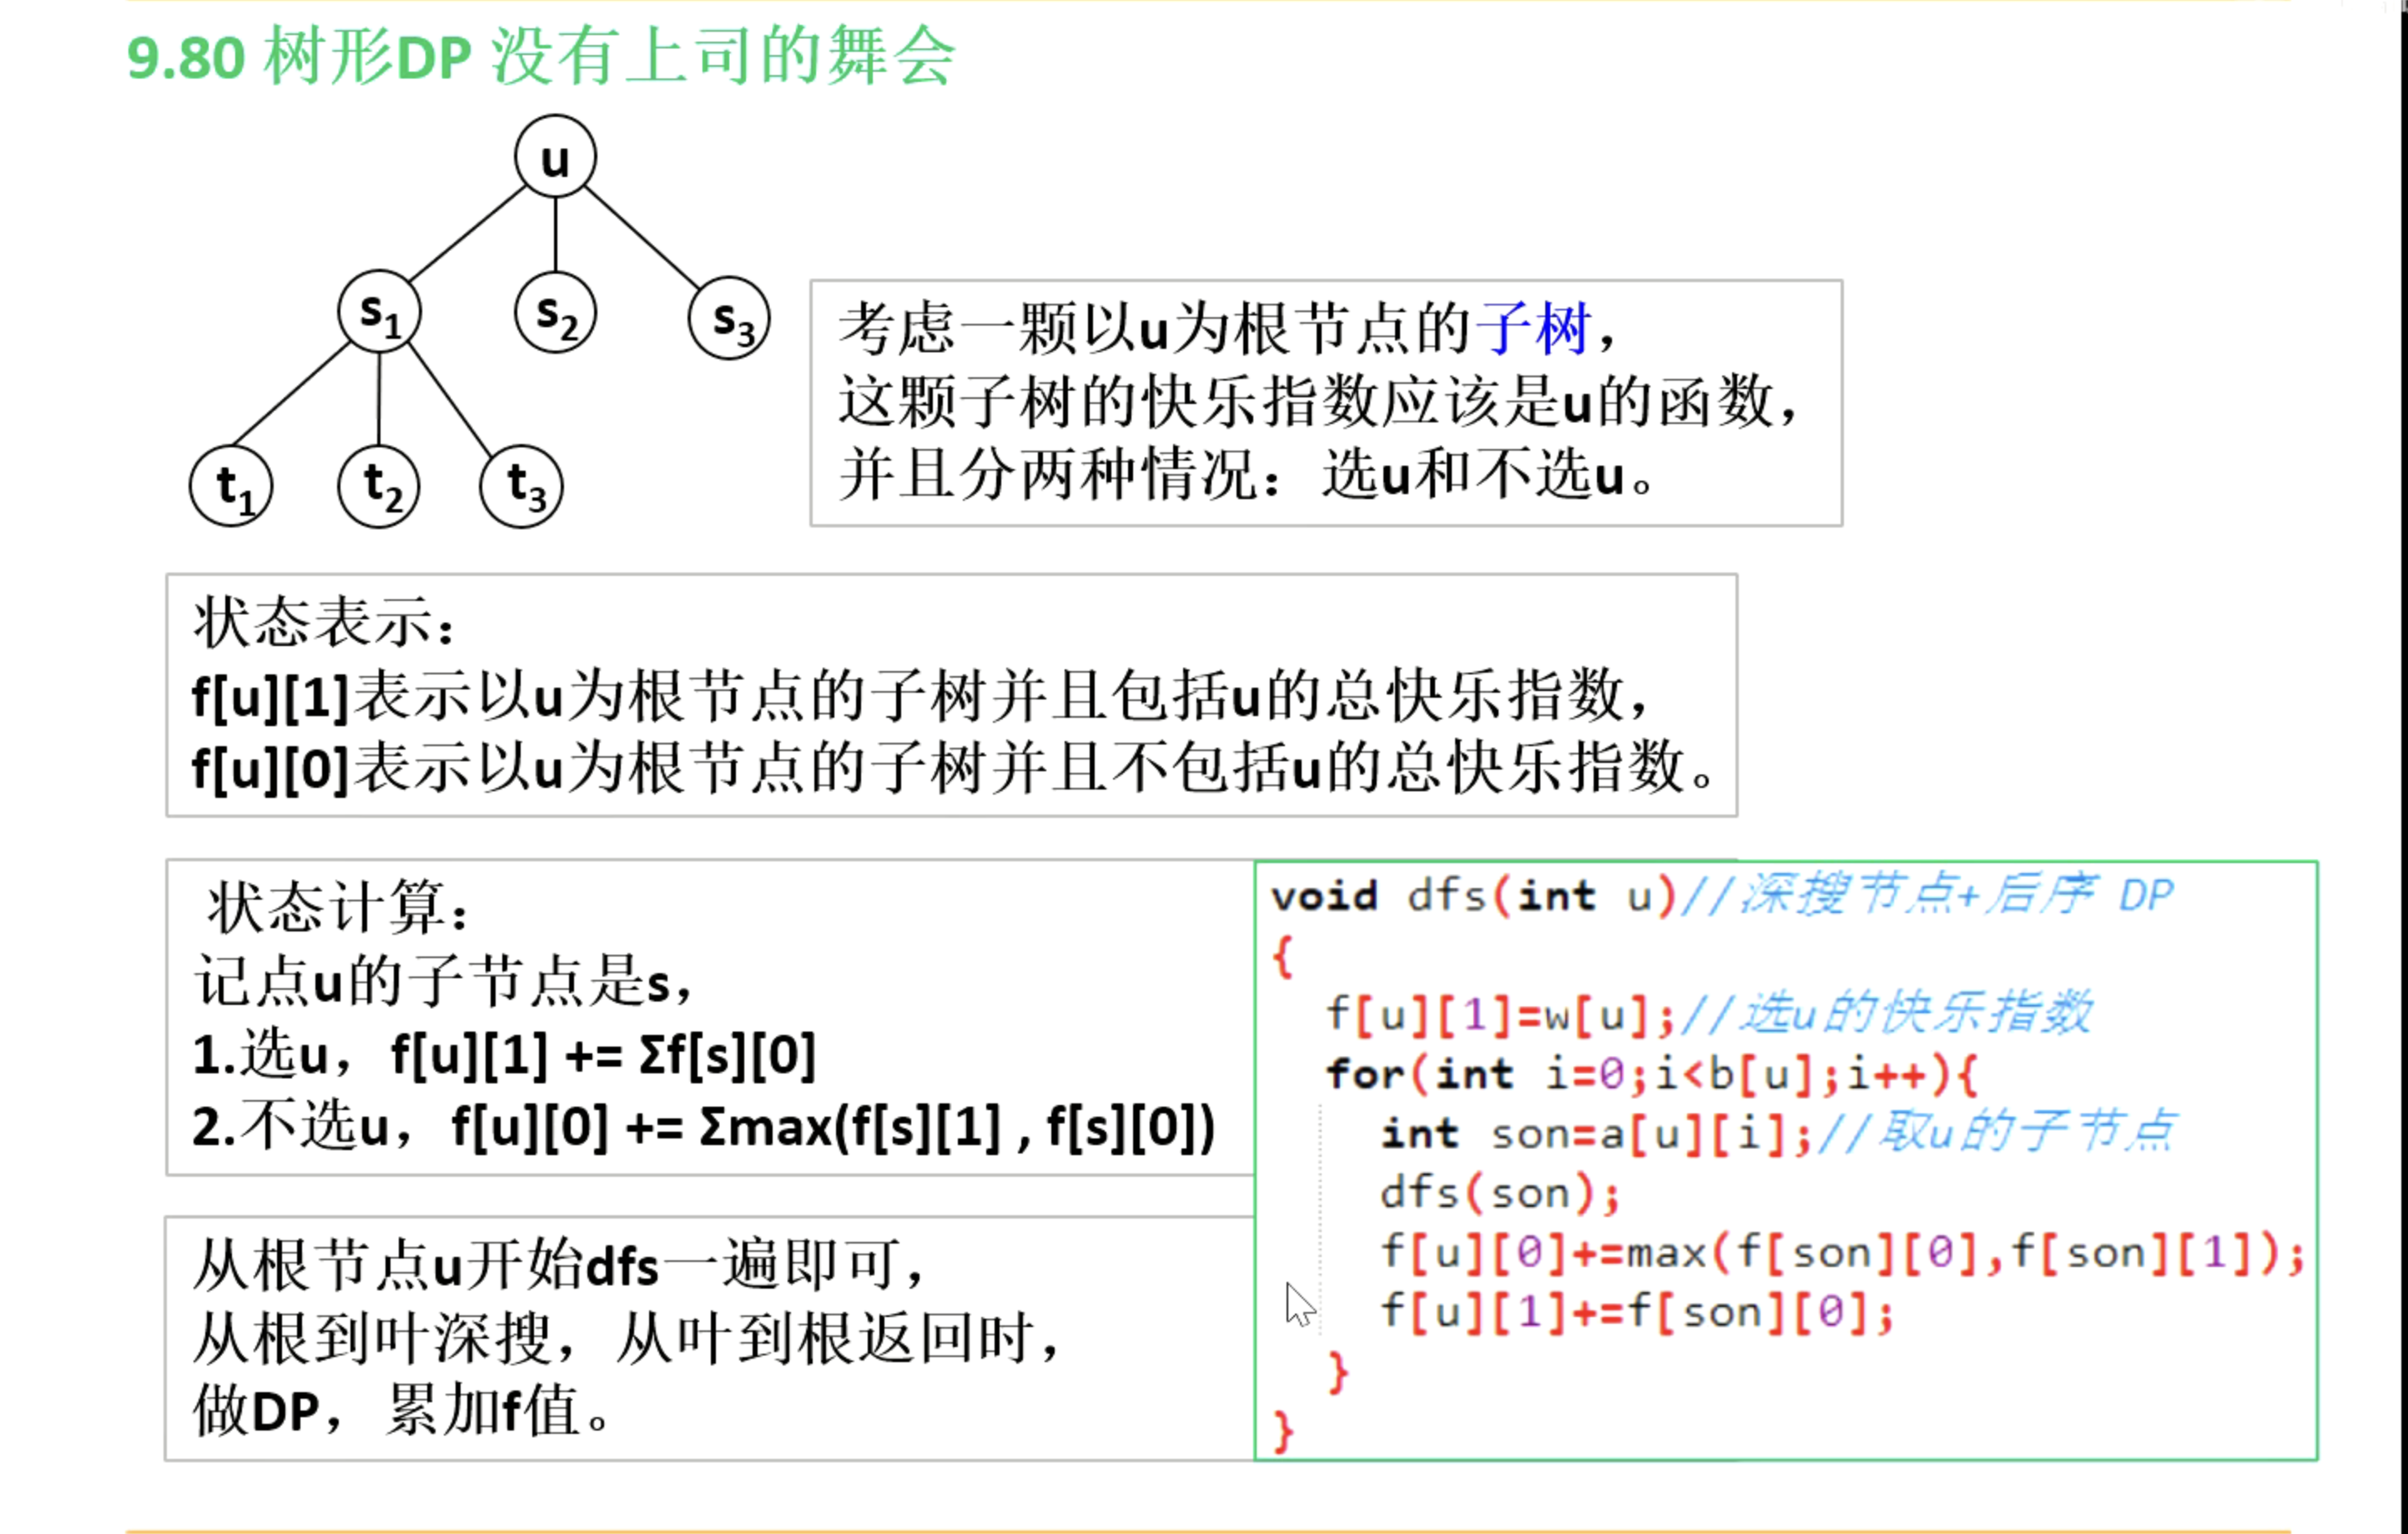 9.80 树形DP 没有上司的舞会
u
s1
s2
s3
t1
t2
t3
考虑一颗以u为根节点的子树，
这颗子树的快乐指数应该是u的函数，
并且分两种情况：选u和不选u。
状态表示：
f[u][1]表示以u为根节点的子树并且包括u的总快乐指数，
f[u][0]表示以u为根节点的子树并且不包括u的总快乐指数。
状态计算：
记点u的子节点是s，
1.选u，f[u][1] += Σf[s][0]
2.不选u，f[u][0] += Σmax(f[s][1] , f[s][0])
从根节点u开始dfs一遍即可，
从根到叶深搜，从叶到根返回时，
做DP，累加f值。
void dfs(int u)//深搜节点+后序 DP
{
f[u][1]=w[u];//选u的快乐指数
for(int i=0;i<b[u];i++){
int son=a[u][i];//取u的子节点
dfs(son);
f[u][0]+=max(f[son][0],f[son][1]);
f[u][1]+=f[son][0];
}
}